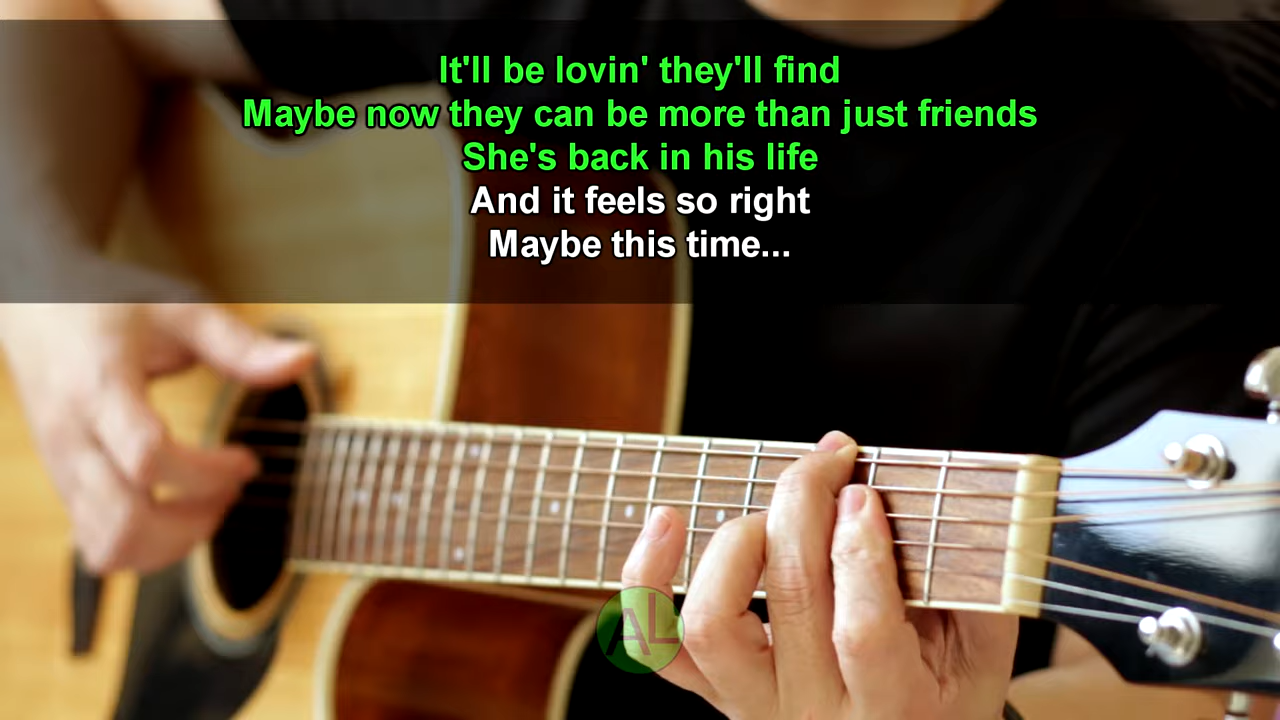 It'll be lovin' they'll find
Maybe now they can be more than just friends
She's back in his life
And it feels so right
Maybe this time...
AL